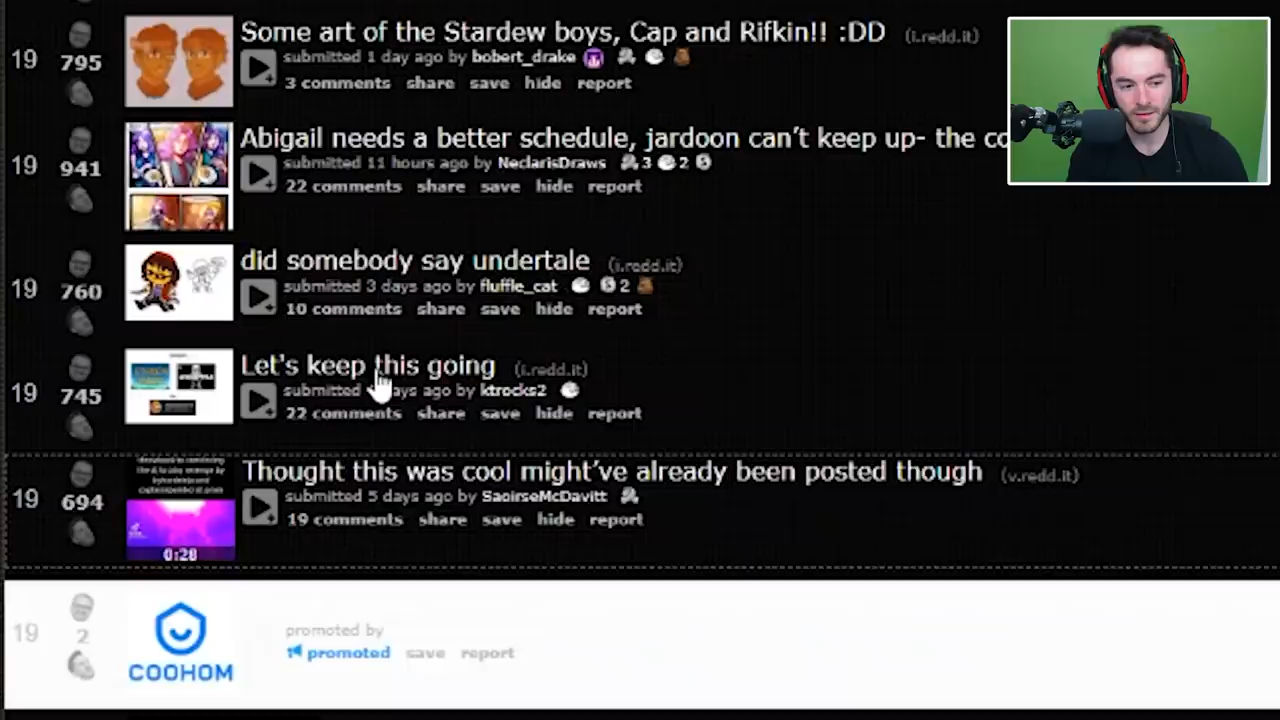 19
795
Some art of the Stardew boys, Cap and Rifkin!! :DD (i.redd.it)
submitted 1 day ago by bobert_drake
3 comments share save hide report
19
941
Abigail needs a better schedule, jardoon can't keep up- the co
submitted 11 hours ago by NeclarisDraws 3 2
22 comments share save hide report
19
760
did somebody say undertale (i.redd.it)
submitted 3 days ago by fluffle_cat 2
10 comments share save hide report
19
745
Let's keep this going (i.redd.it)
submitted ays ago by ktrocks2
22 comments share save hide report
19
694
Thought this was cool might've already been posted though (v.redd.it)
submitted 5 days ago by SaoirseMcDavitt
19 comments share save hide report
0:28
19
2
COOHOM
promoted by
promoted save report